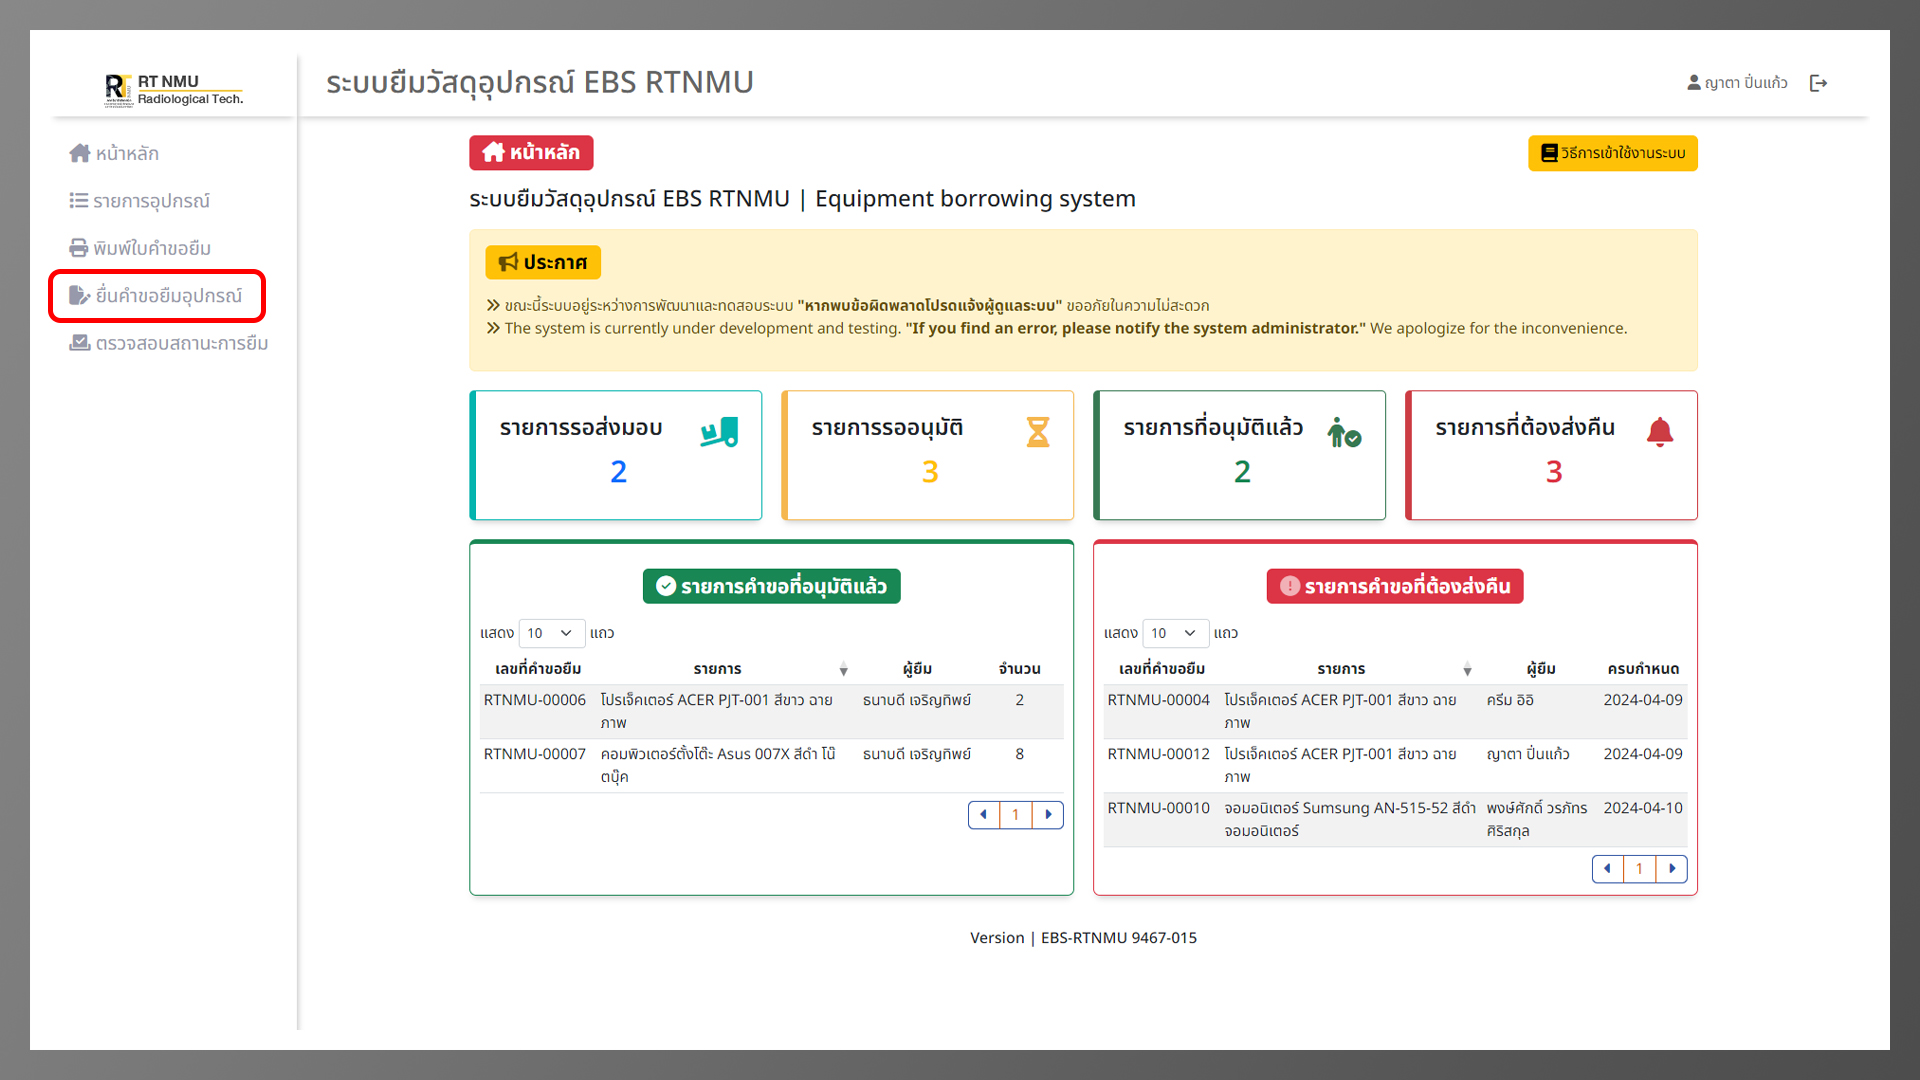 RT NMU
Radiological Tech.
ระบบยืมวัสดุอุปกรณ์ EBS RTNMU
ญาตา ปิ่นแก้ว
หน้าหลัก
รายการอุปกรณ์
พิมพ์ใบคำขอยืม
ยื่นคำขอยืมอุปกรณ์
ตรวจสอบสถานะการยืม
หน้าหลัก
วิธีการเข้าใช้งานระบบ
ระบบยืมวัสดุอุปกรณ์ EBS RTNMU | Equipment borrowing system
ประกาศ
ขณะนี้ระบบอยู่ระหว่างการพัฒนาและทดสอบระบบ "หากพบข้อผิดพลาดโปรดแจ้งผู้ดูแลระบบ" ขออภัยในความไม่สะดวก
The system is currently under development and testing. "If you find an error, please notify the system administrator." We apologize for the inconvenience.
รายการรอส่งมอบ
2
รายการรออนุมัติ
3
รายการที่อนุมัติแล้ว
2
รายการที่ต้องส่งคืน
3
รายการคำขอที่อนุมัติแล้ว
แสดง 10 แถว
เลขที่คำขอยืม รายการ ผู้ยืม จำนวน
RTNMU-00006 โปรเจ็คเตอร์ ACER PJT-001 สีขาว ฉาย ธนาบดี เจริญทิพย์ 2
ภาพ
RTNMU-00007 คอมพิวเตอร์ตั้งโต๊ะ Asus 007X สีดำ โน๊ ธนาบดี เจริญทิพย์ 8
ตบุ๊ค
1
รายการคำขอที่ต้องส่งคืน
แสดง 10 แถว
เลขที่คำขอยืม รายการ ผู้ยืม ครบกำหนด
RTNMU-00004 โปรเจ็คเตอร์ ACER PJT-001 สีขาว ฉาย ครีม อิอิ 2024-04-09
ภาพ
RTNMU-00012 โปรเจ็คเตอร์ ACER PJT-001 สีขาว ฉาย ญาตา ปิ่นแก้ว 2024-04-09
ภาพ
RTNMU-00010 จอมอนิเตอร์ Sumsung AN-515-52 สีดำ พงษ์ศักดิ์ วรภัทร 2024-04-10
จอมอนิเตอร์ ศิริสกุล
1
Version | EBS-RTNMU 9467-015